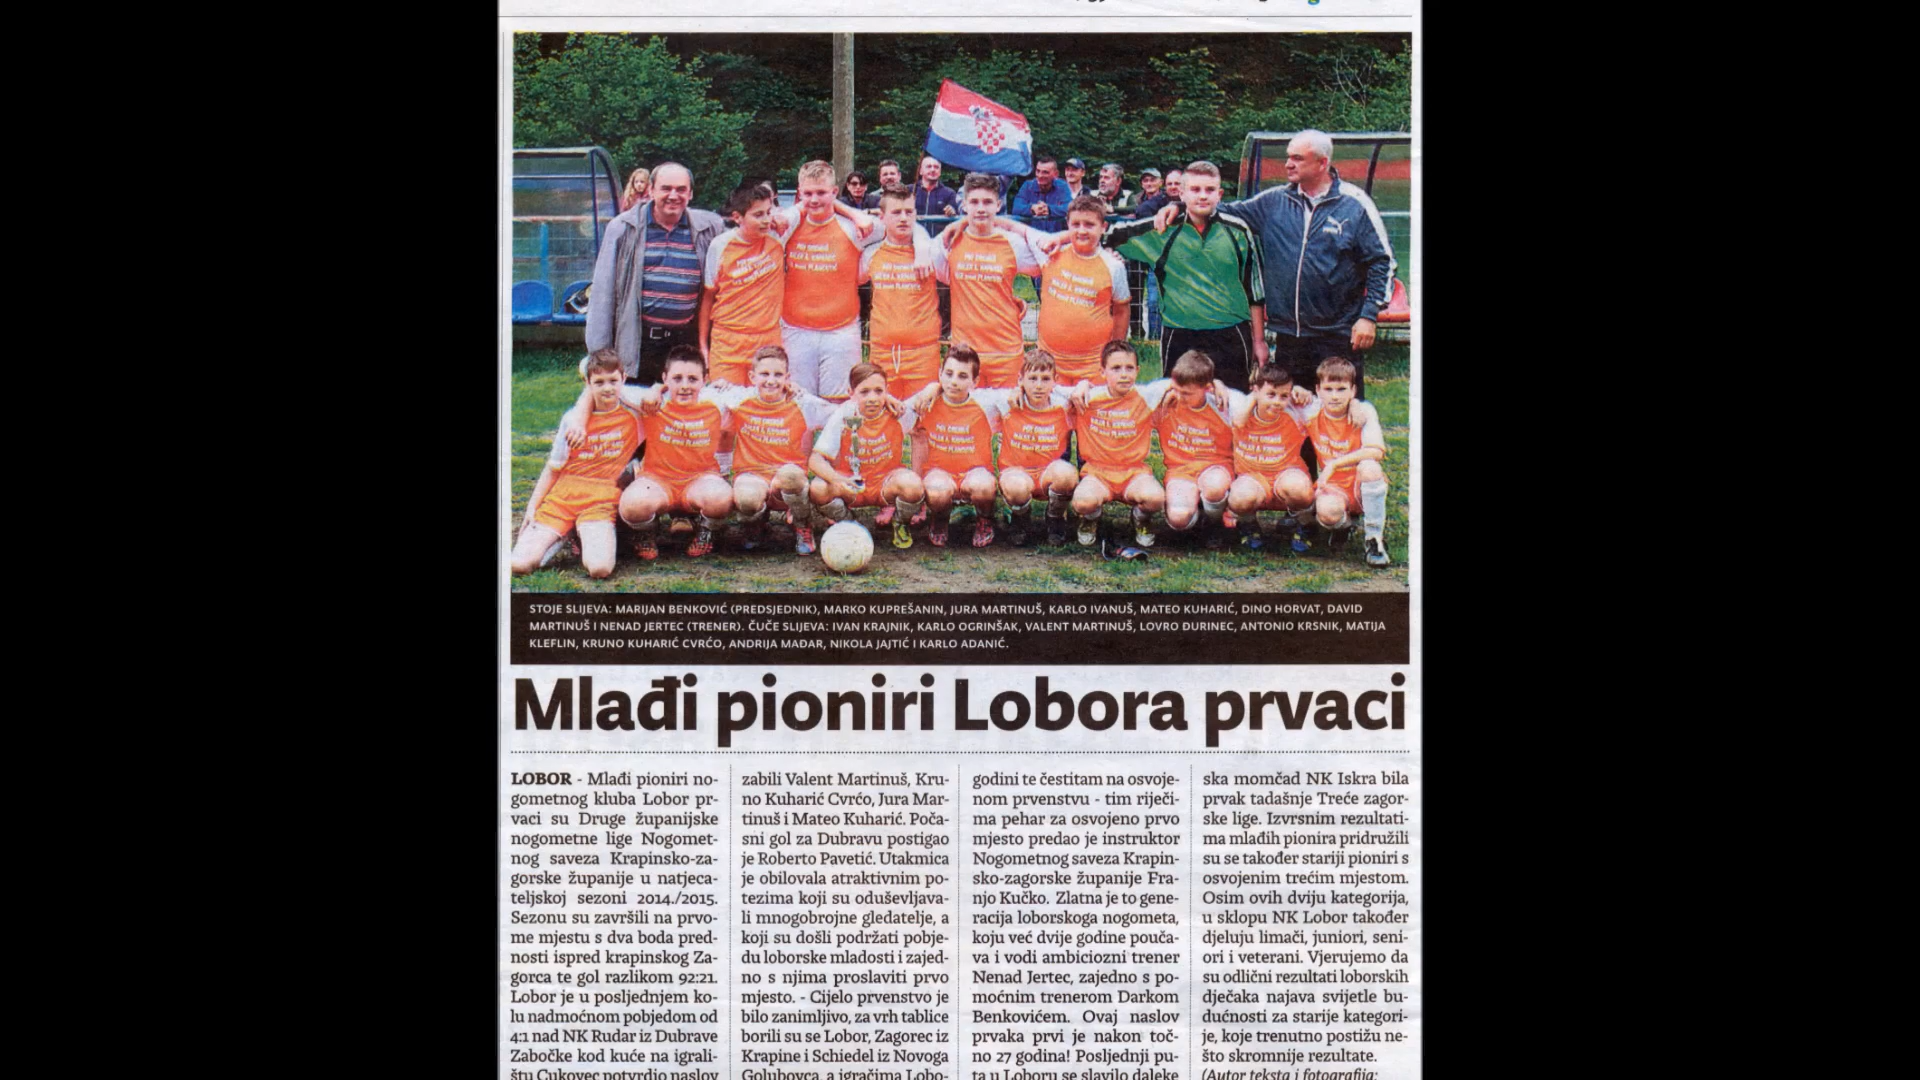 STOJE SLIJEVA: MARIJAN BENKOVIĆ (PREDSJEDNIK), MARKO KUPREŠANIN, JURA MARTINUŠ, KARLO IVANUŠ, MATEO KUHARIĆ, DINO HORVAT, DAVID
MARTINUŠ I NENAD JERTEC (TRENER). ČUČE SLIJEVA: IVAN KRAJNIK, KARLO OGRINŠAK, VALENT MARTINUŠ, LOVRO ĐURINEC, ANTONIO KRSNIK, MATIJA
KLEFLIN, KRUNO KUHARIĆ CVRĆO, ANDRIJA MAĐAR, NIKOLA JAJTIĆ I KARLO ADANIĆ.
Mlađi pioniri Lobora prvaci
LOBOR - Mlađi pioniri no-
gometnog kluba Lobor pr-
vaci su Druge županijske
nogometne lige Nogomet-
nog saveza Krapinsko-za-
gorske županije u natjeca-
teljskoj sezoni 2014./2015.
Sezonu su završili na prvo-
me mjestu s dva boda pred-
nosti ispred krapinskog Za-
gorca te gol razlikom 92:21.
Lobor je u posljednjem ko-
lu nadmoćnom pobjedom od
4:1 nad NK Rudar iz Dubrave
Zabočke kod kuće na igrali-
štu Cukovec potvrdio naslov
zabili Valent Martinuš, Kru-
no Kuharić Cvrćo, Jura Mar-
tinuš i Mateo Kuharić. Poča-
sni gol za Dubravu postigao
je Roberto Pavetić. Utakmica
je obilovala atraktivnim po-
tezima koji su oduševljava-
li mnogobrojne gledatelje, a
koji su došli podržati pobje-
du loborske mladosti i zajed-
no s njima proslaviti prvo
mjesto. - Cijelo prvenstvo je
bilo zanimljivo, za vrh tablice
borili su se Lobor, Zagorec iz
Krapine i Schiedel iz Novoga
Golubovca, a igračima Lobo-
godini te čestitam na osvoje-
nom prvenstvu - tim riječi-
ma pehar za osvojeno prvo
mjesto predao je instruktor
Nogometnog saveza Krapin-
sko-zagorske županije Fra-
njo Kučko. Zlatna je to gene-
racija loborskoga nogometa,
koju već dvije godine pouča-
va i vodi ambiciozni trener
Nenad Jertec, zajedno s po-
moćnim trenerom Darkom
Benkovićem. Ovaj naslov
prvaka prvi je nakon toč-
no 27 godina! Posljednji pu-
ta u Loboru se slavilo daleke
ska momčad NK Iskra bila
prvak tadašnje Treće zagor-
ske lige. Izvrsnim rezultati-
ma mlađih pionira pridružili
su se također stariji pioniri s
osvojenim trećim mjestom.
Osim ovih dviju kategorija,
u sklopu NK Lobor također
djeluju limači, juniori, seni-
ori i veterani. Vjerujemo da
su odlični rezultati loborskih
dječaka najava svijetle bu-
dućnosti za starije kategori-
je, koje trenutno postižu ne-
što skromnije rezultate.
(Autor teksta i fotografija: